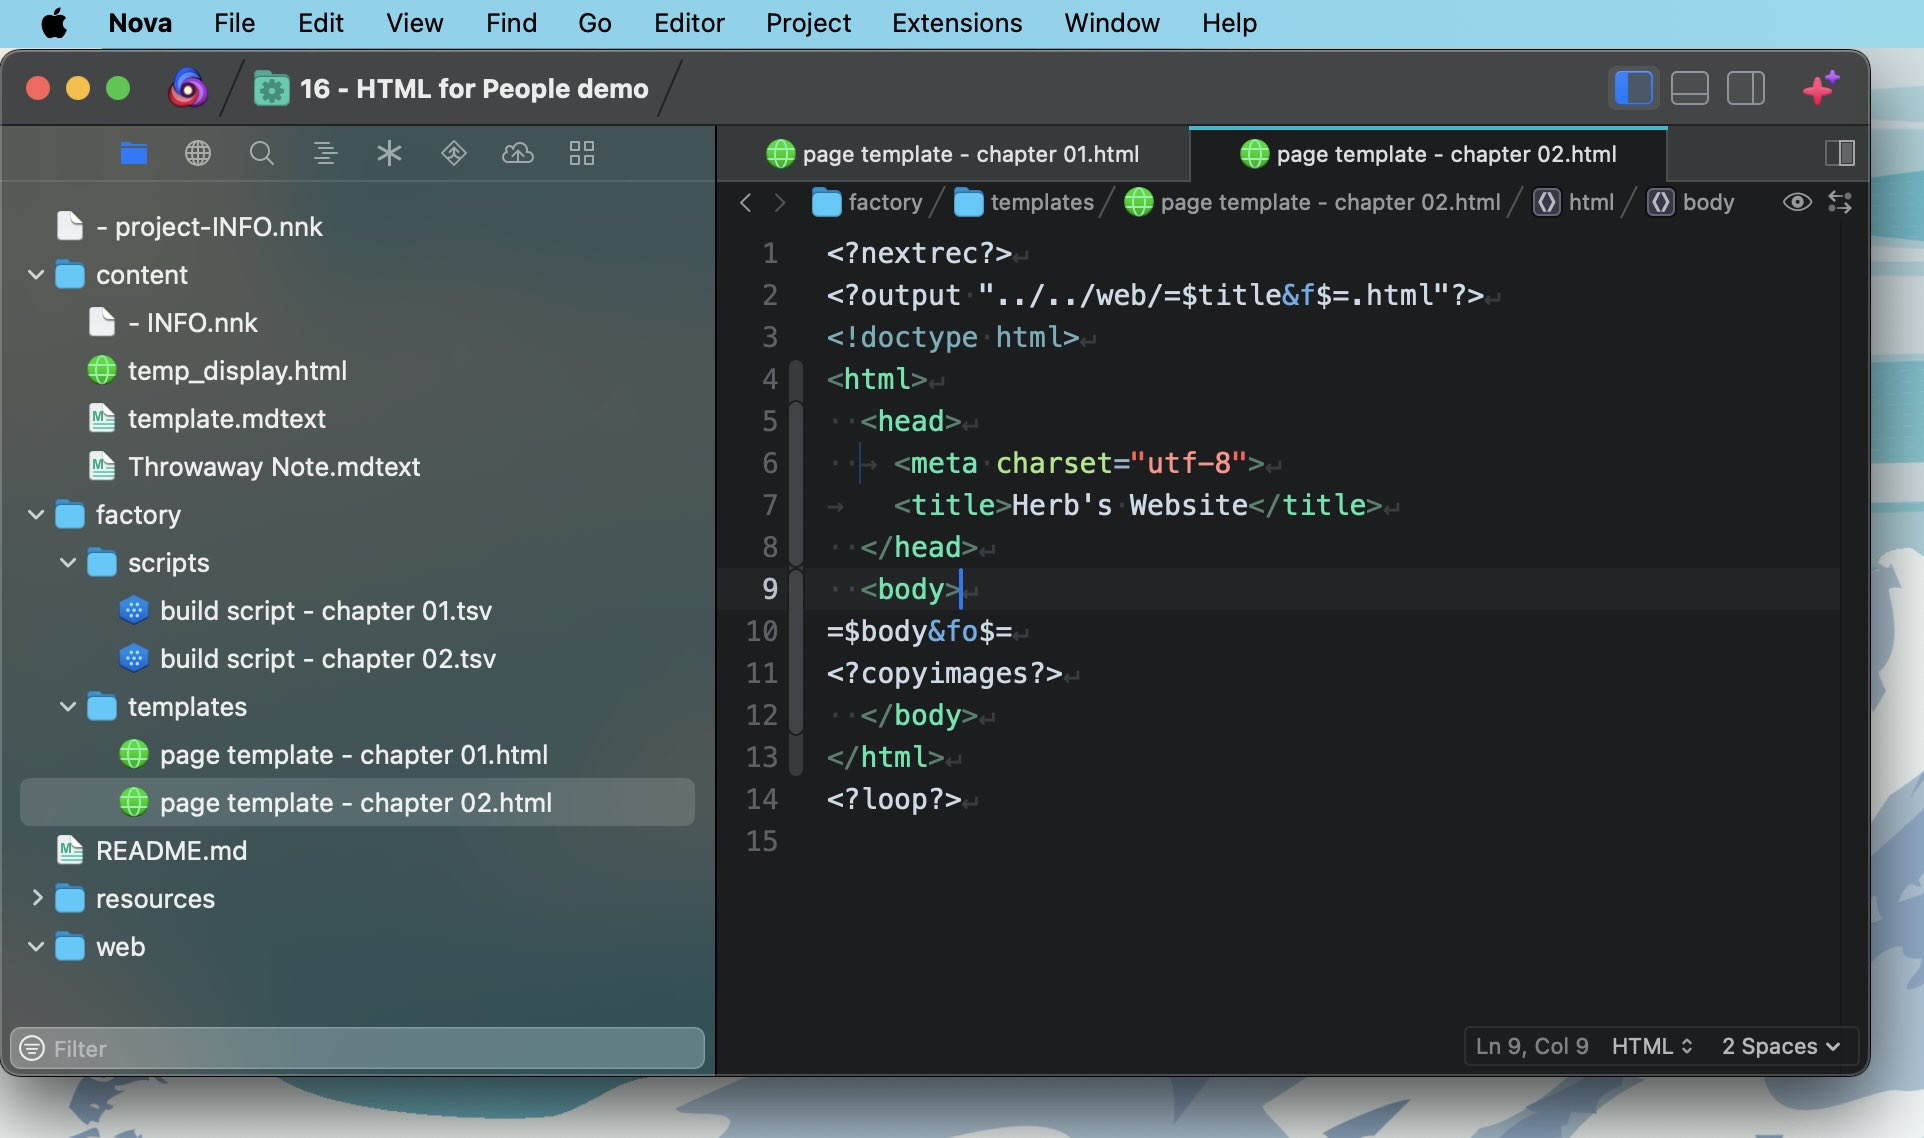 Nova File Edit View Find Go Editor Project Extensions Window Help
16 - HTML for People demo
- project-INFO.nnk
content
- INFO.nnk
temp_display.html
template.mdtext
Throwaway Note.mdtext
factory
scripts
build script - chapter 01.tsv
build script - chapter 02.tsv
templates
page template - chapter 01.html
page template - chapter 02.html
README.md
resources
web
Filter
page template - chapter 01.html page template - chapter 02.html
factory templates page template - chapter 02.html html body
1 <?nextrec?>
2 <?output "../../web/=$title&f$=.html"?>
3 <!doctype html>
4 <html>
5 <head>
6 <meta charset="utf-8">
7 <title>Herb's Website</title>
8 </head>
9 <body>
10 =$body&fo$=
11 <?copyimages?>
12 </body>
13 </html>
14 <?loop?>
15
Ln 9, Col 9 HTML 2 Spaces